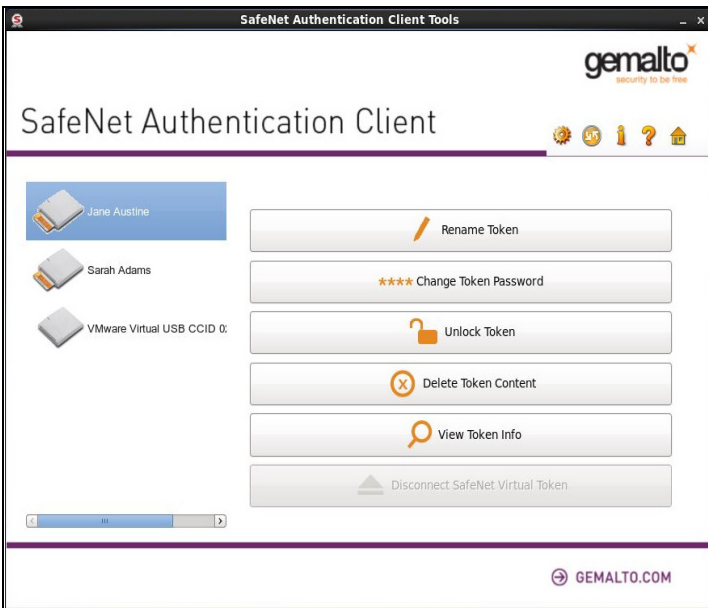 SafeNet Authentication Client Tools
gemalto
security to be free
SafeNet Authentication Client
Jane Austine
Sarah Adams
VMware Virtual USB CCID 0
Rename Token
**** Change Token Password
Unlock Token
Delete Token Content
View Token Info
Disconnect SafeNet Virtual Token
GEMALTO.COM